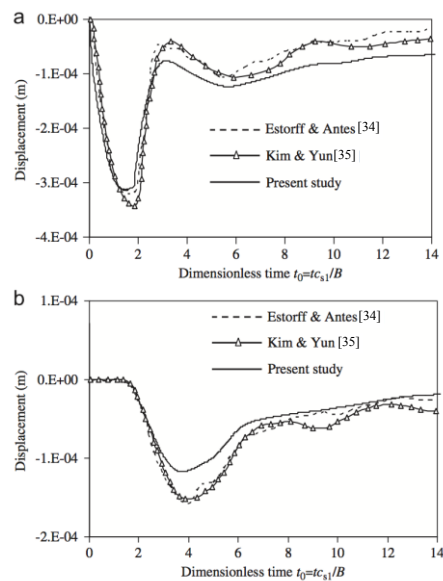 a
0.E+00
-1.E-04
-3.E-04
-4.E-04
Displacement (m)
Estorff & Antes [34]
Kim & Yun [35]
Present study
0 2 4 6 8 10 12 14
Dimensionless time t0=tcs1/B
b
1.E-04
0.E+00
-1.E-04
-2.E-04
Displacement (m)
Estorff & Antes [34]
Kim & Yun [35]
Present study
0 2 4 6 8 10 12 14
Dimensionless time t0=tcs1/B